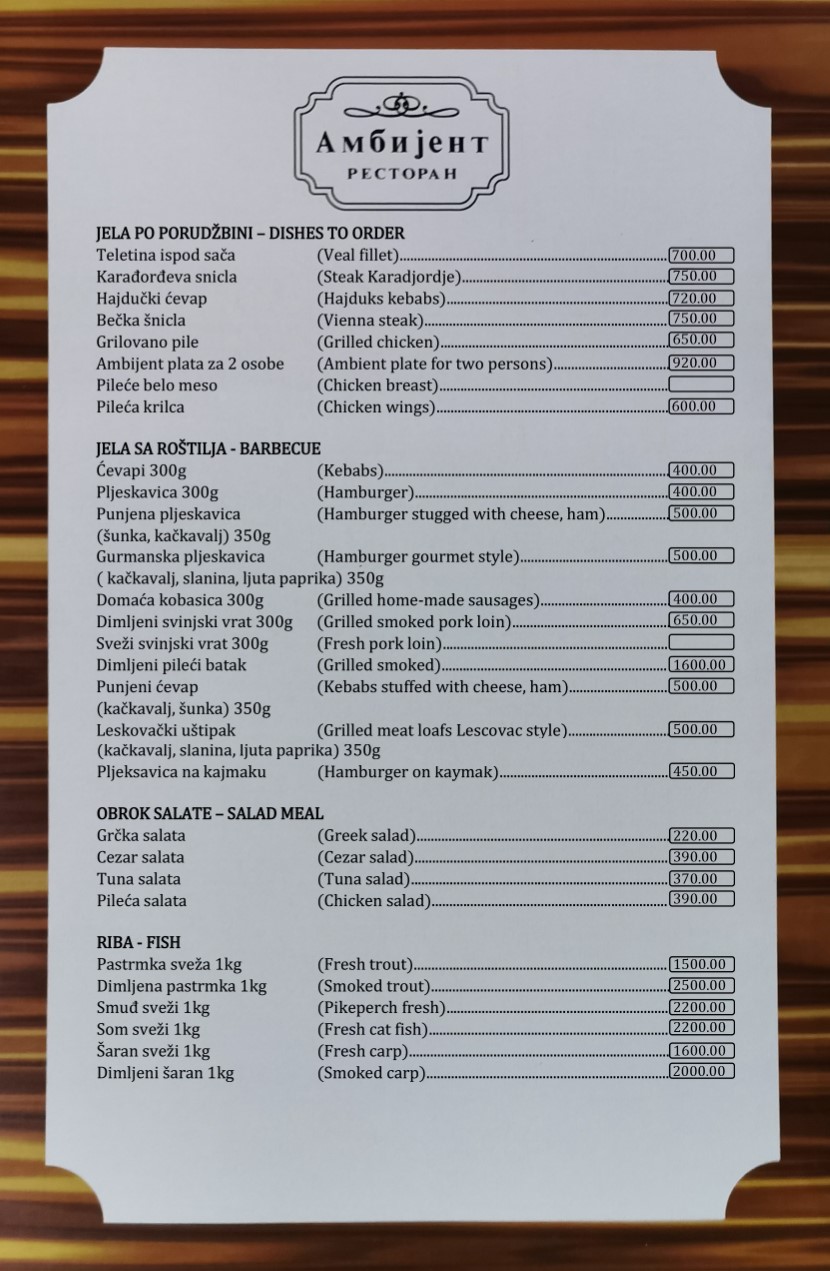 Амбијент
РЕСТОРАН
JELA PO PORUDŽBINI – DISHES TO ORDER
Teletina ispod sača (Veal fillet)..........700.00
Karađorđeva snicla (Steak Karadjordje)..........750.00
Hajdučki ćevap (Hajduks kebabs)..........720.00
Bečka šnicla (Vienna steak)..........750.00
Grilovano pile (Grilled chicken)..........650.00
Ambijent plata za 2 osobe (Ambient plate for two persons)..........920.00
Pileće belo meso (Chicken breast)..........
Pileća krilca (Chicken wings)..........600.00
JELA SA ROŠTILJA - BARBECUE
Ćevapi 300g (Kebabs)..........400.00
Pljeskavica 300g (Hamburger)..........400.00
Punjena pljeskavica (Hamburger stugged with cheese, ham)..........500.00
(šunka, kačkavalj) 350g
Gurmanska pljeskavica (Hamburger gourmet style)..........500.00
( kačkavalj, slanina, ljuta paprika) 350g
Domaća kobasica 300g (Grilled home-made sausages)..........400.00
Dimljeni svinjski vrat 300g (Grilled smoked pork loin)..........650.00
Sveži svinjski vrat 300g (Fresh pork loin)..........
Dimljeni pileći batak (Grilled smoked)..........1600.00
Punjeni ćevap (Kebabs stuffed with cheese, ham)..........500.00
(kačkavalj, šunka) 350g
Leskovački uštipak (Grilled meat loafs Lescovac style)..........500.00
(kačkavalj, slanina, ljuta paprika) 350g
Pljeksavica na kajmaku (Hamburger on kaymak)..........450.00
OBROK SALATE – SALAD MEAL
Grčka salata (Greek salad)..........220.00
Cezar salata (Cezar salad)..........390.00
Tuna salata (Tuna salad)..........370.00
Pileća salata (Chicken salad)..........390.00
RIBA - FISH
Pastrmka sveža 1kg (Fresh trout)..........1500.00
Dimljena pastrmka 1kg (Smoked trout)..........2500.00
Smuđ sveži 1kg (Pikeperch fresh)..........2200.00
Som sveži 1kg (Fresh cat fish)..........2200.00
Šaran sveži 1kg (Fresh carp)..........1600.00
Dimljeni šaran 1kg (Smoked carp)..........2000.00